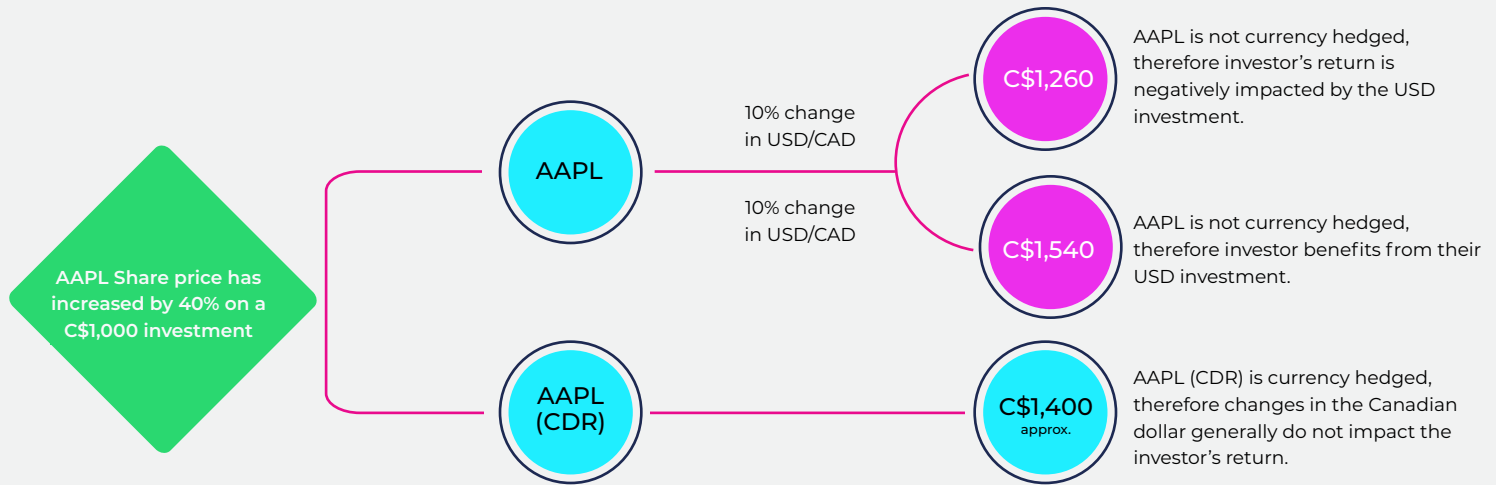 AAPL Share price has
increased by 40% on a
C$1,000 investment
AAPL
10% change
in USD/CAD
10% change
in USD/CAD
C$1,260
AAPL is not currency hedged,
therefore investor’s return is
negatively impacted by the USD
investment.
C$1,540
AAPL is not currency hedged,
therefore investor benefits from their
USD investment.
AAPL
(CDR)
C$1,400
approx.
AAPL (CDR) is currency hedged,
therefore changes in the Canadian
dollar generally do not impact the
investor’s return.